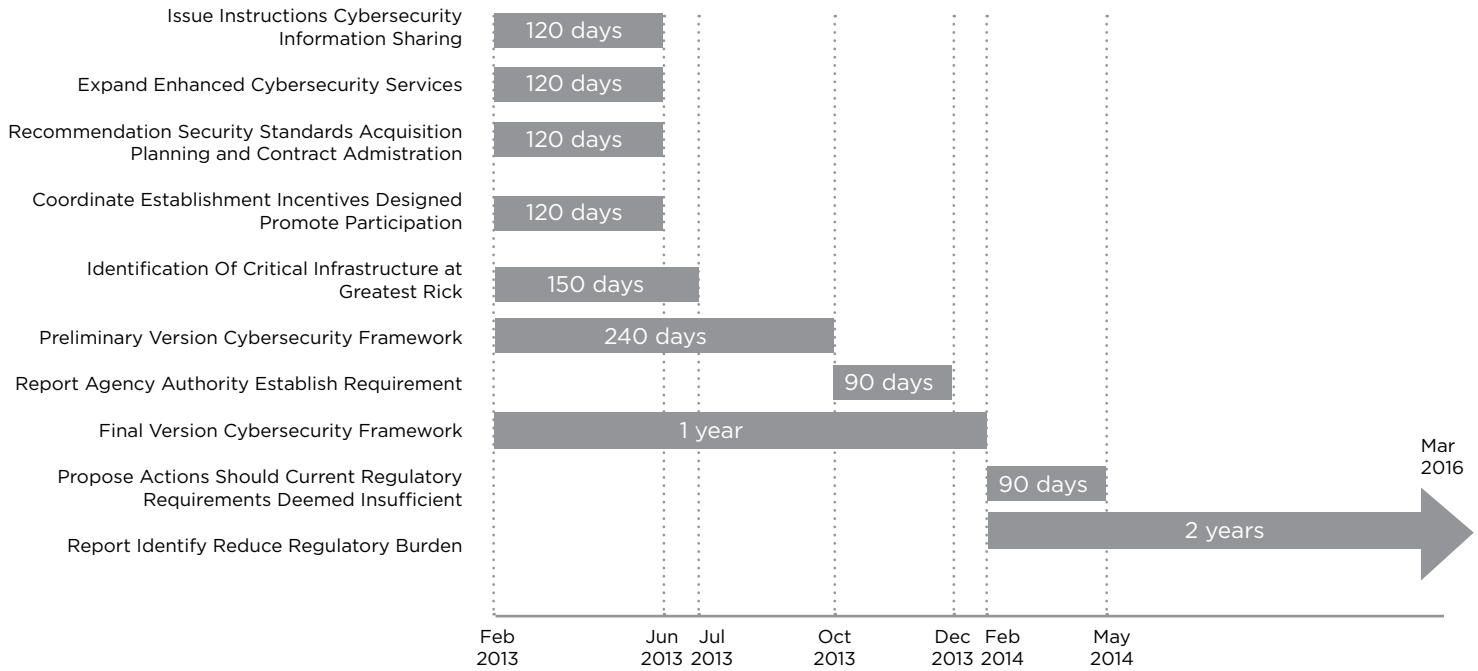 Issue Instructions Cybersecurity
Information Sharing
120 days
Expand Enhanced Cybersecurity Services
120 days
Recommendation Security Standards Acquisition
Planning and Contract Admistration
120 days
Coordinate Establishment Incentives Designed
Promote Participation
120 days
Identification Of Critical Infrastructure at
Greatest Rick
150 days
Preliminary Version Cybersecurity Framework
240 days
Report Agency Authority Establish Requirement
90 days
Final Version Cybersecurity Framework
1 year
Propose Actions Should Current Regulatory
Requirements Deemed Insufficient
90 days
Mar
2016
Report Identify Reduce Regulatory Burden
2 years
Feb
2013
Jun
2013
Jul
2013
Oct
2013
Dec
2013
Feb
2014
May
2014